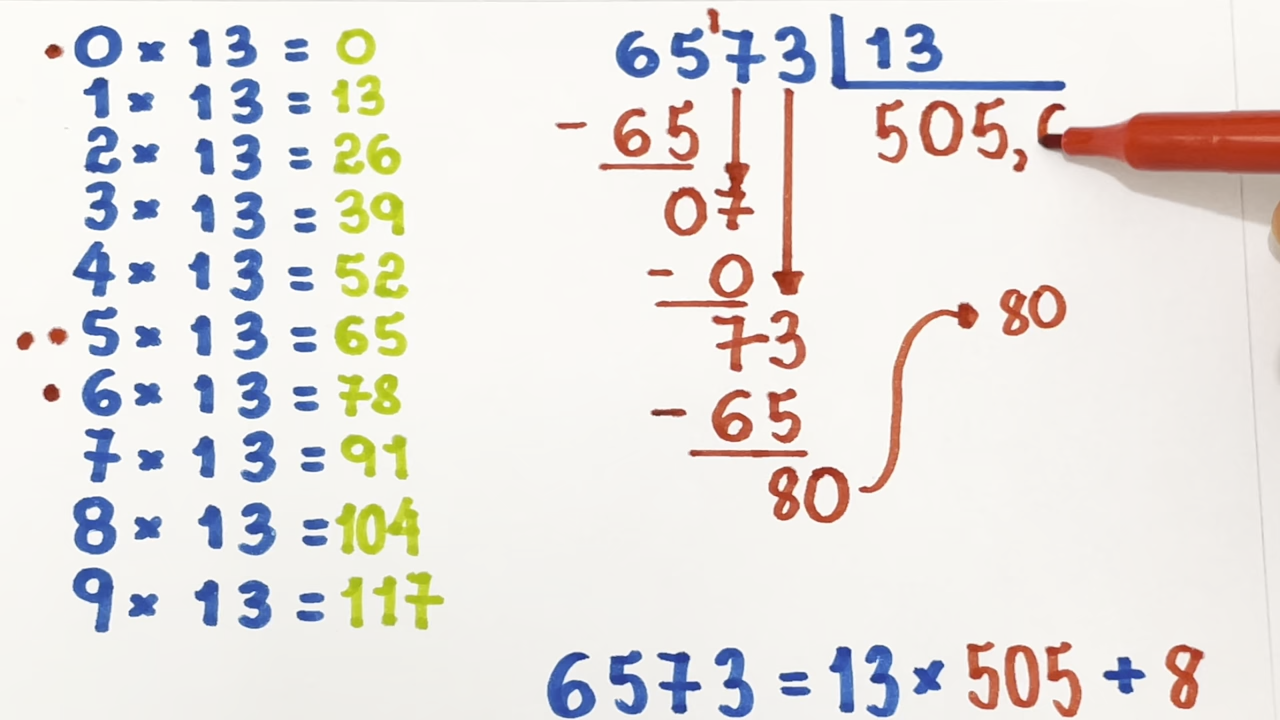 0 × 13 = 0
1 × 13 = 13
2 × 13 = 26
3 × 13 = 39
4 × 13 = 52
5 × 13 = 65
6 × 13 = 78
7 × 13 = 91
8 × 13 = 104
9 × 13 = 117
6573 13
- 65 505,
07
- 0
73 80
- 65
80
6573 = 13 × 505 + 8